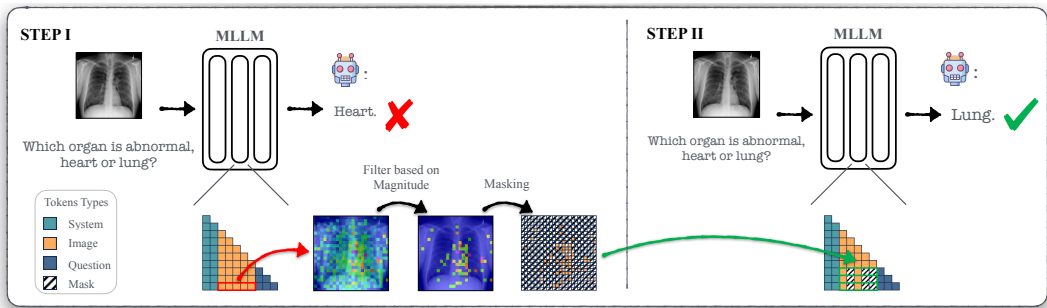 STEP I
MLLM
:
Heart.
Which organ is abnormal,
heart or lung?
Filter based on
Magnitude
Masking
Tokens Types
System
Image
Question
Mask
STEP II
MLLM
:
Lung.
Which organ is abnormal,
heart or lung?